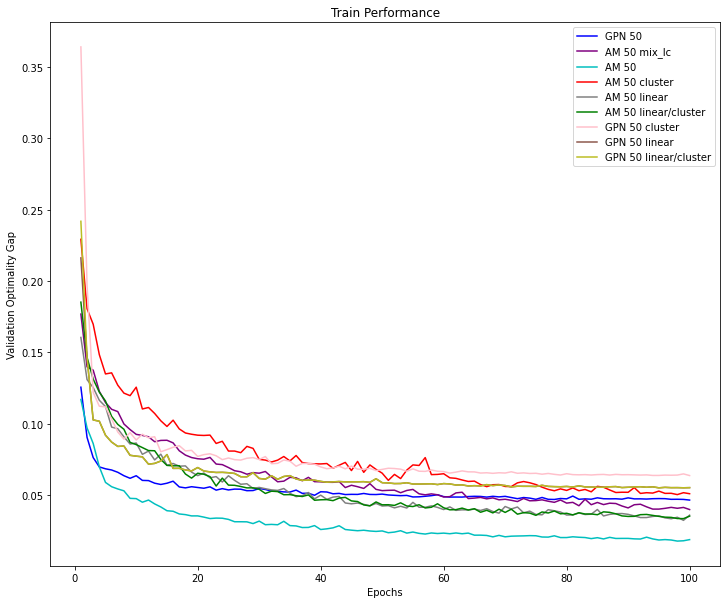 Train Performance
GPN 50
AM 50 mix_lc
AM 50
AM 50 cluster
AM 50 linear
AM 50 linear/cluster
GPN 50 cluster
GPN 50 linear
GPN 50 linear/cluster
Validation Optimality Gap
0.35
0.30
0.25
0.20
0.15
0.10
0.05
0 20 40 60 80 100
Epochs